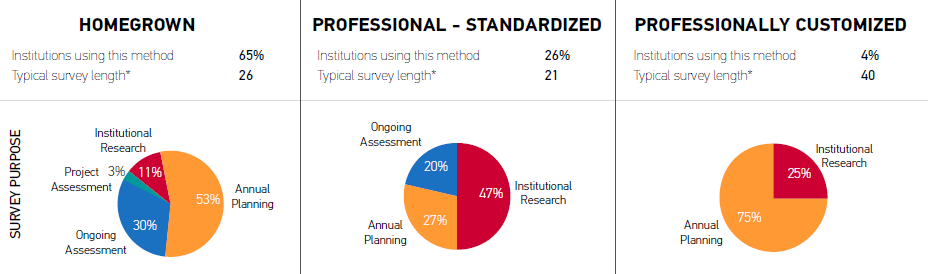 HOMEGROWN
Institutions using this method 65%
Typical survey length* 26
PROFESSIONAL - STANDARDIZED
Institutions using this method 26%
Typical survey length* 21
PROFESSIONALLY CUSTOMIZED
Institutions using this method 4%
Typical survey length* 40
SURVEY PURPOSE
Institutional
Research
11%
Project
Assessment
3%
Annual
Planning
53%
Ongoing
Assessment
30%
Ongoing
Assessment
20%
Institutional
Research
47%
Annual
Planning
27%
Institutional
Research
25%
Annual
Planning
75%